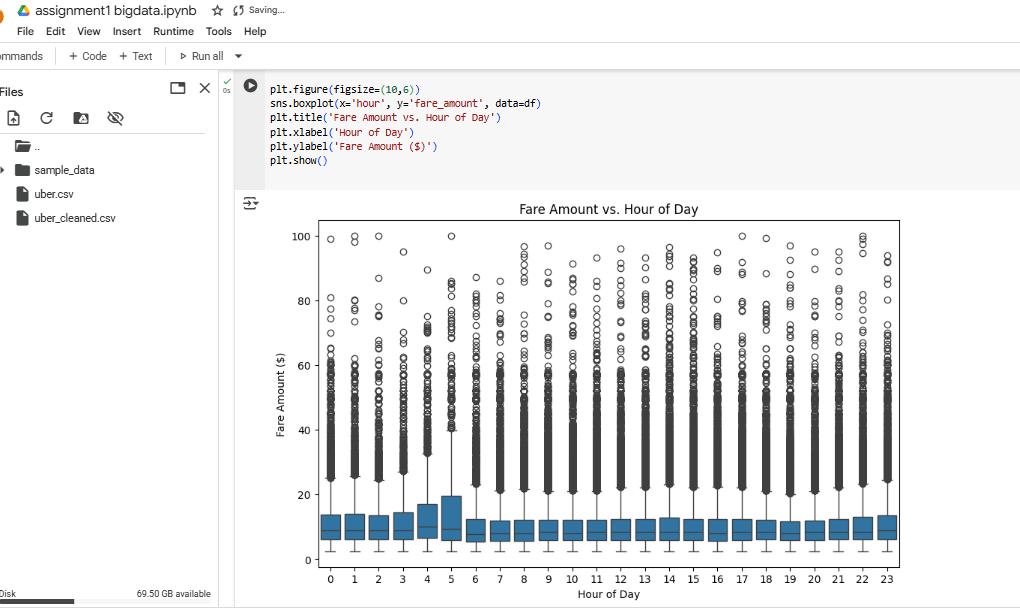 assignment1 bigdata.ipynb Saving...
File Edit View Insert Runtime Tools Help
mmands + Code + Text Run all
Files
..
sample_data
uber.csv
uber_cleaned.csv
Disk 69.50 GB available
0s
plt.figure(figsize=(10,6))
sns.boxplot(x='hour', y='fare_amount', data=df)
plt.title('Fare Amount vs. Hour of Day')
plt.xlabel('Hour of Day')
plt.ylabel('Fare Amount ($)')
plt.show()
Fare Amount vs. Hour of Day
Fare Amount ($)
100
80
60
40
20
0
0 1 2 3 4 5 6 7 8 9 10 11 12 13 14 15 16 17 18 19 20 21 22 23
Hour of Day